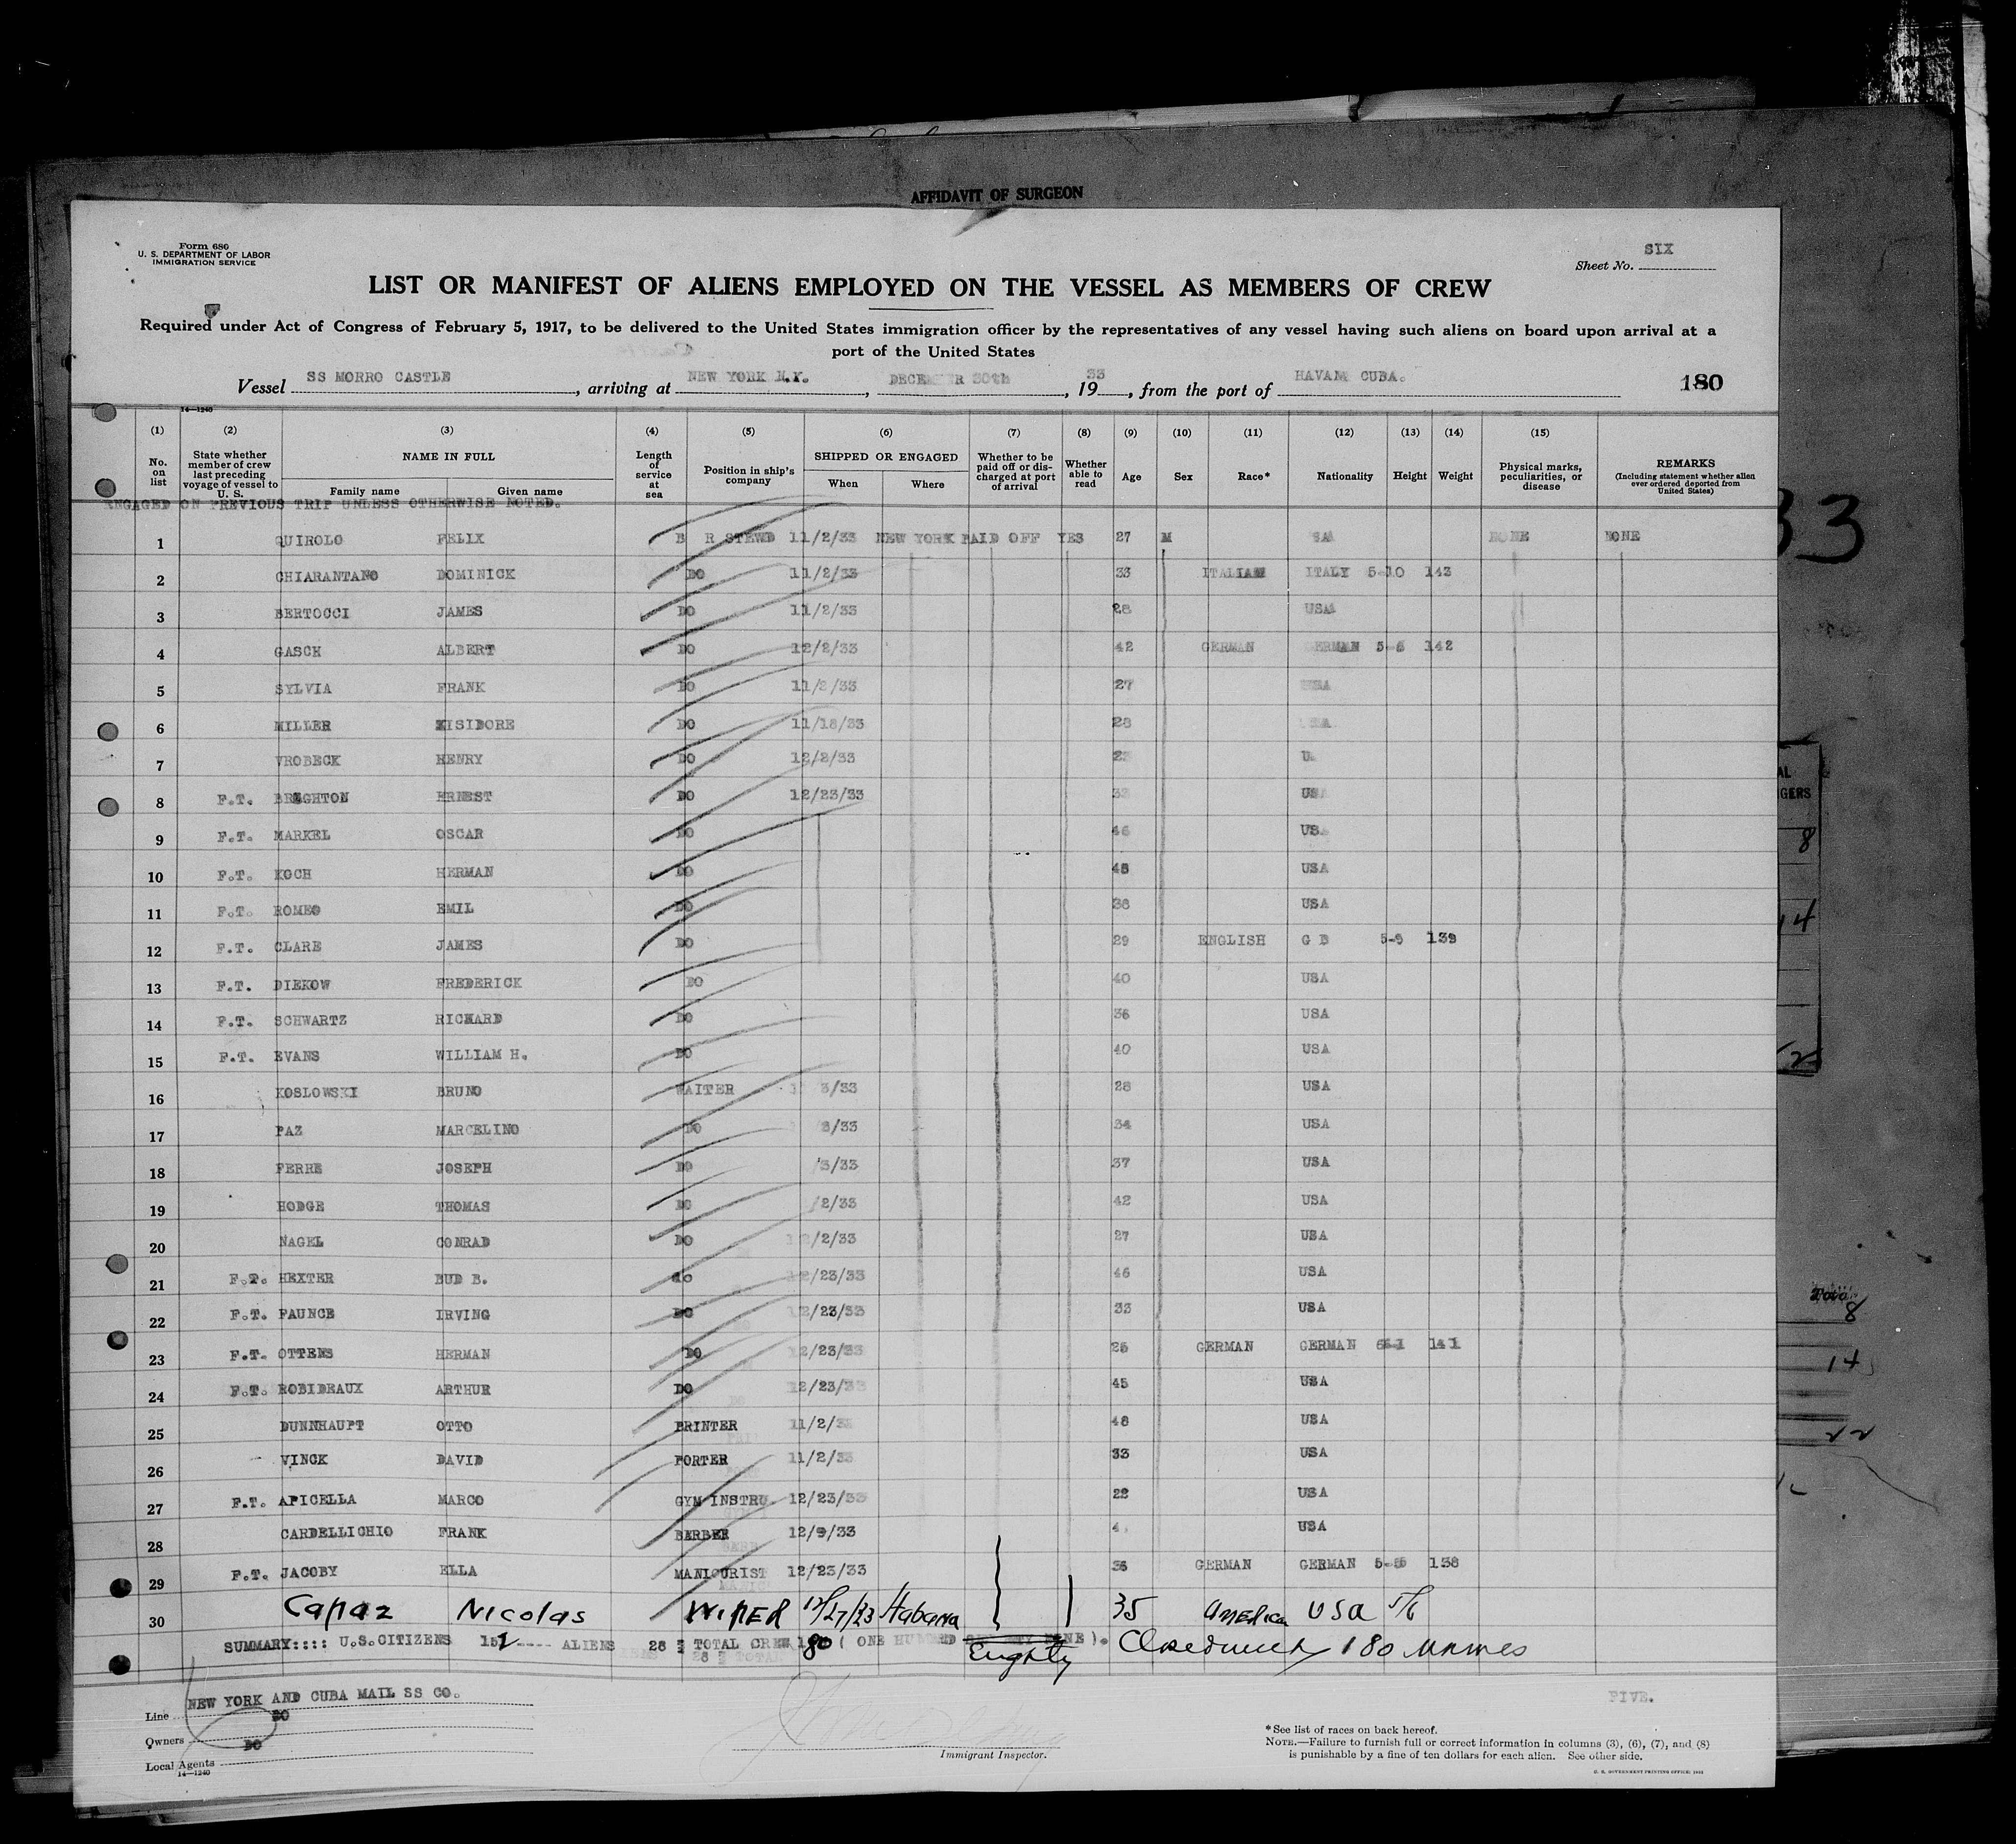 AFFIDAVIT OF SURGEON
Form 680
U. S. DEPARTMENT OF LABOR
IMMIGRATION SERVICE
SIX
Sheet No.
LIST OR MANIFEST OF ALIENS EMPLOYED ON THE VESSEL AS MEMBERS OF CREW
Required under Act of Congress of February 5, 1917, to be delivered to the United States immigration officer by the representatives of any vessel having such aliens on board upon arrival at a
port of the United States
Vessel SS MORRO CASTLE, arriving at NEW YORK N.Y., DECEMBER 30th, 1933, from the port of HAVANA CUBA. 180
14—1240
(1) (2) (3) (4) (5) (6) (7) (8) (9) (10) (11) (12) (13) (14) (15)
No. on list | State whether member of crew last preceding voyage of vessel to U. S. | NAME IN FULL Family name Given name | Length of service at sea | Position in ship's company | SHIPPED OR ENGAGED When Where | Whether to be paid off or discharged at port of arrival | Whether able to read | Age | Sex | Race* | Nationality | Height | Weight | Physical marks, peculiarities, or disease | REMARKS (Including statement whether alien ever ordered deported from United States)
ENGAGED ON PREVIOUS TRIP UNLESS OTHERWISE NOTED.
1 QUIROLO FELIX B R STEWD 11/2/33 NEW YORK PAID OFF YES 27 M SA NONE NONE
2 CHIARANTANO DOMINICK DO 11/2/33 33 ITALIAN ITALY 5-10 143
3 BERTOCCI JAMES DO 11/2/33 28 USA
4 GASCH ALBERT DO 12/2/33 42 GERMAN GERMAN 142
5 SYLVIA FRANK DO 11/2/33 27 USA
6 MILLER ISIDORE DO 11/18/33 28
7 VROBECK HENRY DO 12/2/33 U
8 F.T. BREGHTON ERNEST DO 12/23/33 US
9 F.T. MARKEL OSCAR DO 46 US
10 F.T. KOCH HERMAN DO USA
11 F.T. ROMEO EMIL DO 38 USA
12 F.T. CLARE JAMES DO 29 ENGLISH G B 139
13 F.T. DIEKOW FREDERICK DO 40 USA
14 F.T. SCHWARTZ RICHARD DO 36 USA
15 F.T. EVANS WILLIAM H. DO 40 USA
16 KOSLOWSKI BRUNO WAITER 3/33 28 USA
17 PAZ MARCELINO DO 34 USA
18 FERRE JOSEPH DO 37 USA
19 HODGE THOMAS DO 2/33 42 USA
20 NAGEL CONRAD DO /2/33 27 USA
21 F.T. HEXTER BUD B. do 12/23/33 46 USA
22 F.T. FAUNCE IRVING DO 12/23/33 33 USA
23 F.T. OTTENS HERMAN DO 12/23/33 25 GERMAN GERMAN 141
24 F.T. ROBIDEAUX ARTHUR DO 12/23/33 45 USA
25 DUNNHAUPT OTTO PRINTER 11/2/33 48 USA
26 VINCK DAVID PORTER 11/2/33 33 USA
27 F.T. APICELLA MARCO GYM INSTRU. 12/23/33 28 USA
28 CARDELLICHIO FRANK BARBER 12/9/33 4 USA
29 F.T. JACOBY ELLA MANICURIST 12/23/33 GERMAN GERMAN 138
30 Capaz Nicolas WIPER 12/27/33 Habana 35 American USA 5/6
SUMMARY:::: U.S.CITIZENS 152 ---- ALIENS 28 = TOTAL CREW 180 ( ONE HUNDRED Eighty ). 180 names
NEW YORK AND CUBA MAIL SS CO.
Line
DO
Owners
DO
Local Agents
14—1240
Immigrant Inspector.
FIVE.
*See list of races on back hereof.
NOTE.—Failure to furnish full or correct information in columns (3), (6), (7), and (8)
is punishable by a fine of ten dollars for each alien. See other side.
33
8
14
8
14
22